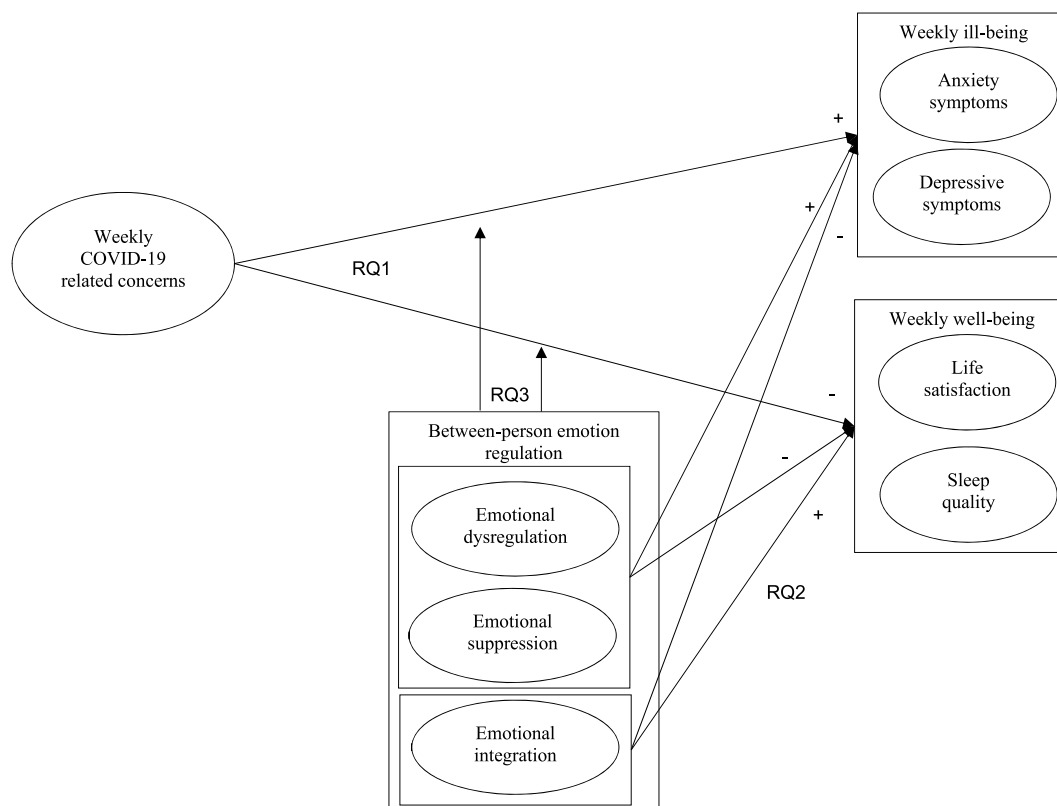 Weekly ill-being
Anxiety
symptoms
+
+
Depressive
symptoms
-
Weekly
COVID-19
related concerns
RQ1
Weekly well-being
Life
satisfaction
RQ3
-
Between-person emotion
regulation
-
Sleep
quality
+
Emotional
dysregulation
RQ2
Emotional
suppression
Emotional
integration